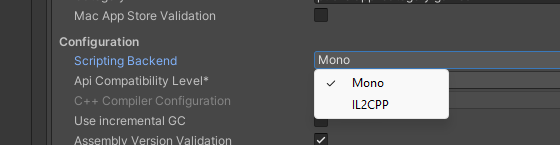 Mac App Store Validation
Configuration
Scripting Backend
Mono
Api Compatibility Level*
Mono
C++ Compiler Configuration
IL2CPP
Use incremental GC
Assembly Version Validation